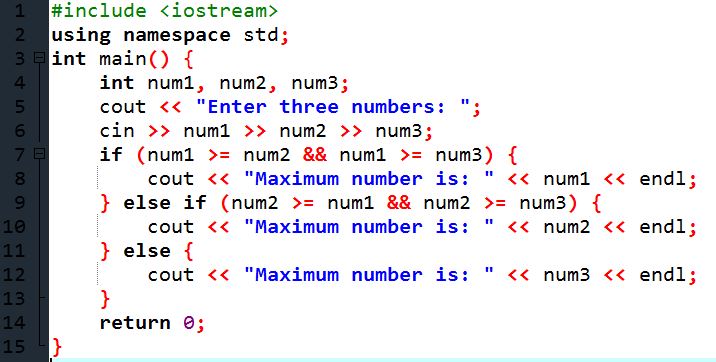 1 #include <iostream>
2 using namespace std;
3 int main() {
4     int num1, num2, num3;
5     cout << "Enter three numbers: ";
6     cin >> num1 >> num2 >> num3;
7     if (num1 >= num2 && num1 >= num3) {
8         cout << "Maximum number is: " << num1 << endl;
9     } else if (num2 >= num1 && num2 >= num3) {
10         cout << "Maximum number is: " << num2 << endl;
11     } else {
12         cout << "Maximum number is: " << num3 << endl;
13     }
14     return 0;
15 }